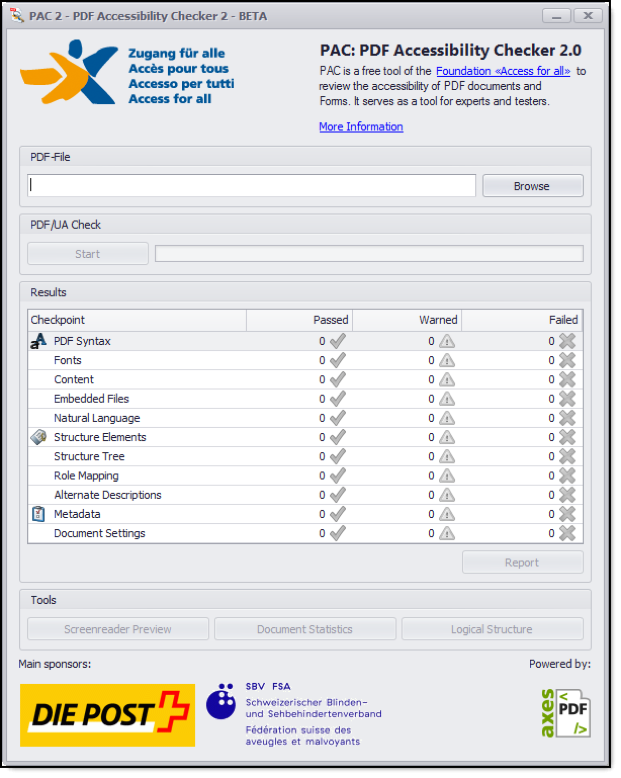 PAC 2 - PDF Accessibility Checker 2 - BETA
Zugang für alle
Accès pour tous
Accesso per tutti
Access for all
PAC: PDF Accessibility Checker 2.0
PAC is a free tool of the Foundation «Access for all» to
review the accessibility of PDF documents and
Forms. It serves as a tool for experts and testers.
More Information
PDF-File
Browse
PDF/UA Check
Start
Results
Checkpoint Passed Warned Failed
PDF Syntax 0 0 0
Fonts 0 0 0
Content 0 0 0
Embedded Files 0 0 0
Natural Language 0 0 0
Structure Elements 0 0 0
Structure Tree 0 0 0
Role Mapping 0 0 0
Alternate Descriptions 0 0 0
Metadata 0 0 0
Document Settings 0 0 0
Report
Tools
Screenreader Preview Document Statistics Logical Structure
Main sponsors: Powered by:
DIE POST
SBV FSA
Schweizerischer Blinden-
und Sehbehindertenverband
Fédération suisse des
aveugles et malvoyants
axes
<
PDF
/>